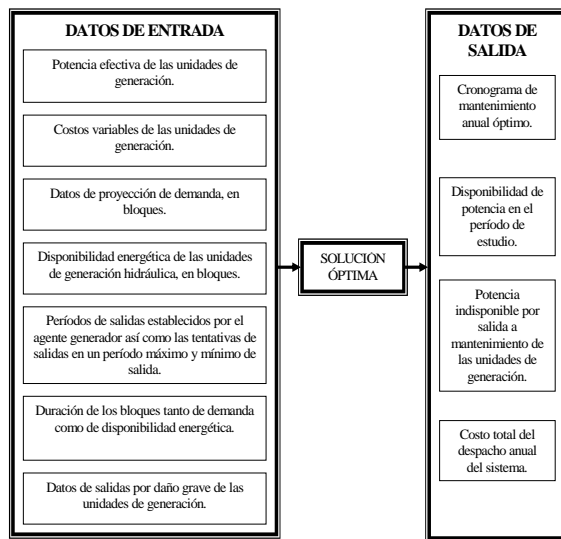 DATOS DE ENTRADA
Potencia efectiva de las unidades de
generación.
Costos variables de las unidades de
generación.
Datos de proyección de demanda, en
bloques.
Disponibilidad energética de las unidades
de generación hidráulica, en bloques.
Períodos de salidas establecidos por el
agente generador así como las tentativas de
salidas en un período máximo y mínimo de
salida.
Duración de los bloques tanto de demanda
como de disponibilidad energética.
Datos de salidas por daño grave de las
unidades de generación.
SOLUCIÓN
ÓPTIMA
DATOS DE
SALIDA
Cronograma de
mantenimiento
anual óptimo.
Disponibilidad de
potencia en el
período de
estudio.
Potencia
indisponible por
salida a
mantenimiento de
las unidades de
generación.
Costo total del
despacho anual
del sistema.